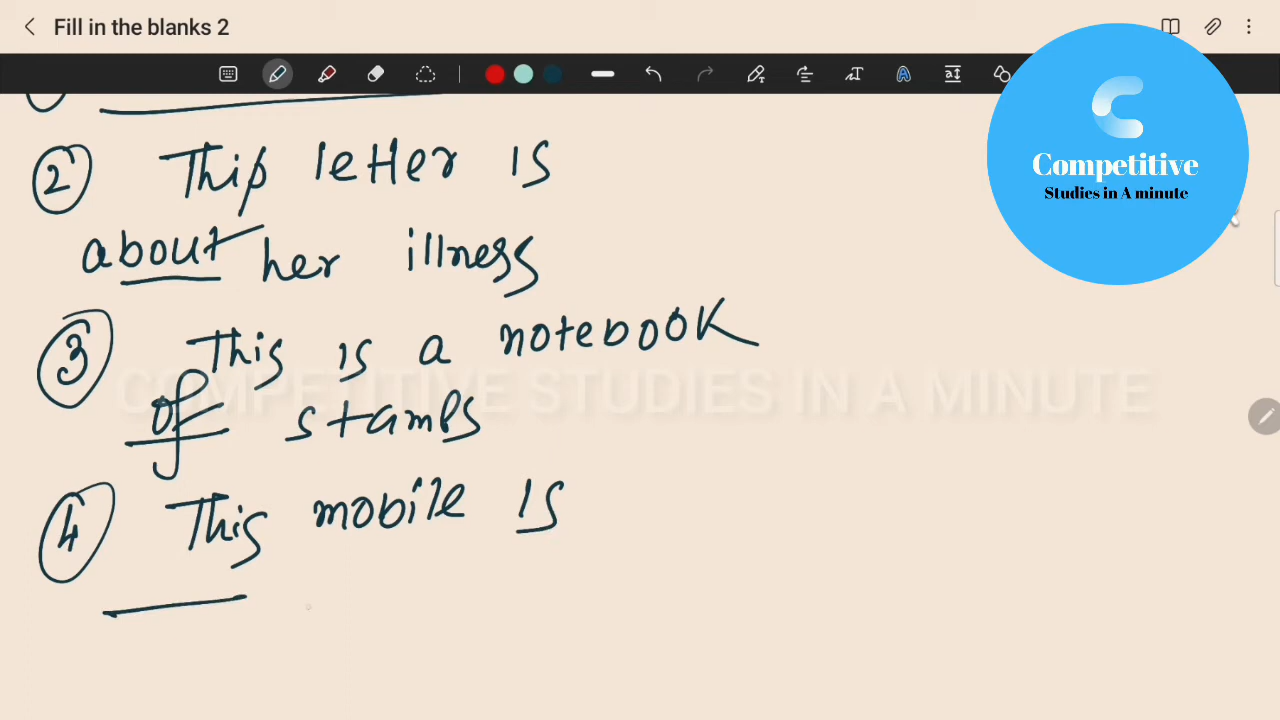 Fill in the blanks 2
Competitive
Studies in A minute
② This letter is
about her illness
③ This is a notebook
of stamps
COMPETITIVE STUDIES IN A MINUTE
④ This mobile is